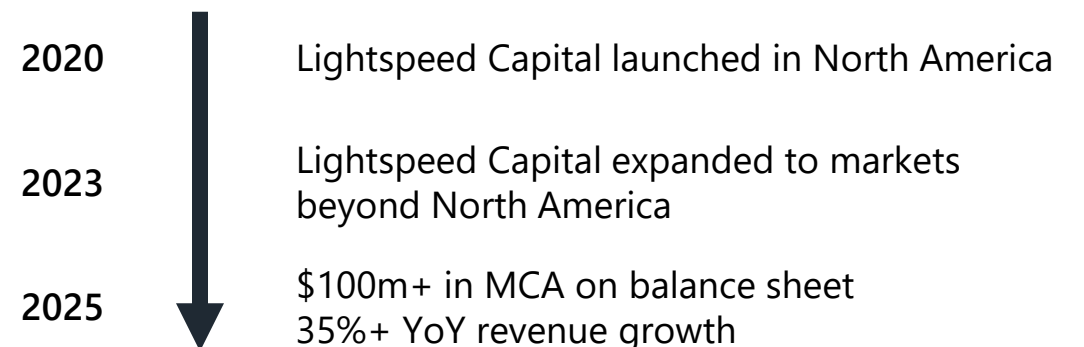 2020
Lightspeed Capital launched in North America
2023
Lightspeed Capital expanded to markets
beyond North America
2025
$100m+ in MCA on balance sheet
35%+ YoY revenue growth